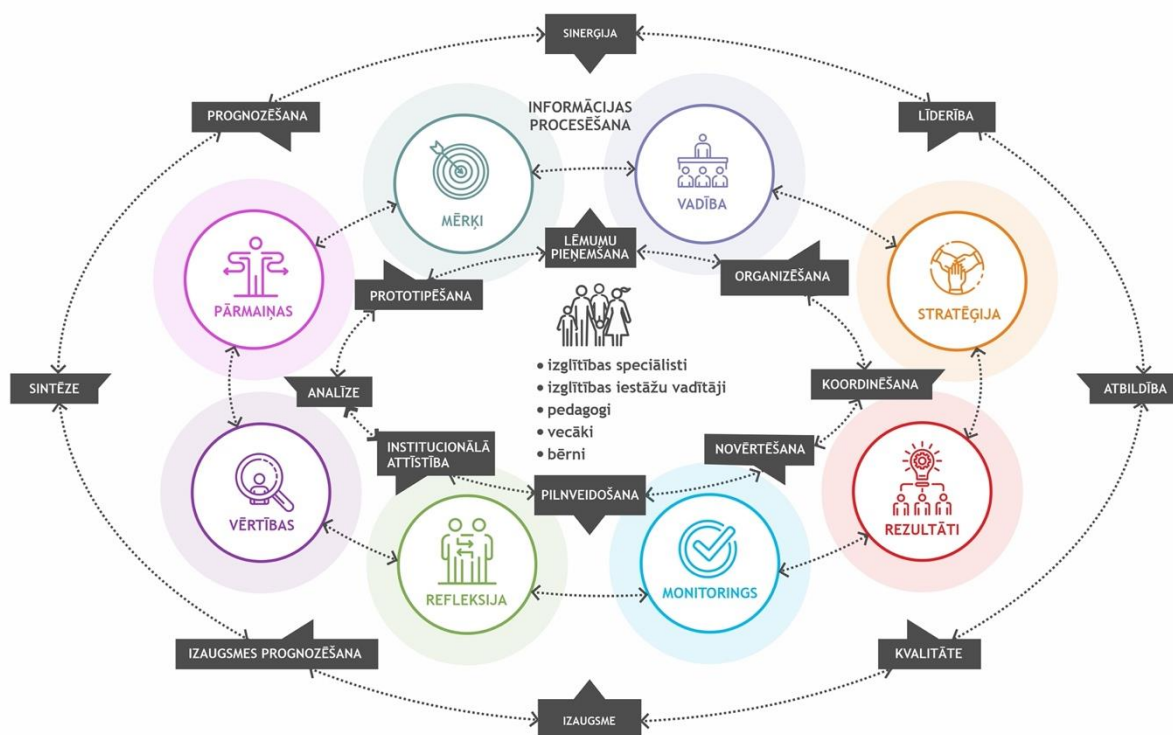 SINERĢIJA
PROGNOZĒŠANA
LĪDERĪBA
INFORMĀCIJAS
PROCESĒŠANA
MĒRĶI
VADĪBA
LĒMUMU
PIEŅEMŠANA
PĀRMAIŅAS
PROTOTIPĒŠANA
ORGANIZĒŠANA
STRATĒĢIJA
SINTĒZE
ANALĪZE
• izglītības speciālisti
• izglītības iestāžu vadītāji
• pedagogi
• vecāki
• bērni
KOORDINĒŠANA
ATBILDĪBA
INSTITUCIONĀLĀ
ATTĪSTĪBA
NOVĒRTĒŠANA
PILNVEIDOŠANA
VĒRTĪBAS
REZULTĀTI
REFLEKSIJA
MONITORINGS
IZAUGSMES PROGNOZĒŠANA
KVALITĀTE
IZAUGSME